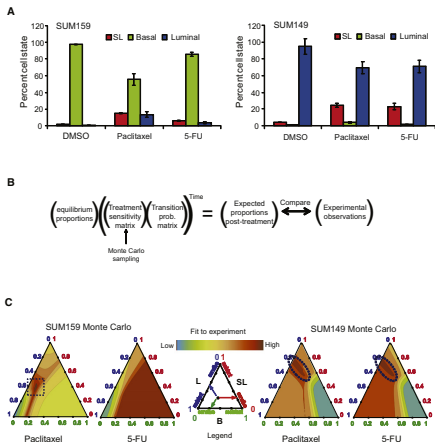 A
SUM159
SL Basal Luminal
Percent cell state
120
100
80
60
40
20
0
DMSO Paclitaxel 5-FU
SUM149
SL Basal Luminal
Percent cell state
120
100
80
60
40
20
0
DMSO Paclitaxel 5-FU
B
(equilibrium proportions) ((Treatment sensitivity matrix) (Transition prob. matrix)) Time = (Expected proportions post-treatment) Compare (Experimental observations)
Monte Carlo
sampling
C
SUM159 Monte Carlo
Fit to experiment
Low High
SUM149 Monte Carlo
L SL
B
Legend
Paclitaxel 5-FU
Paclitaxel 5-FU